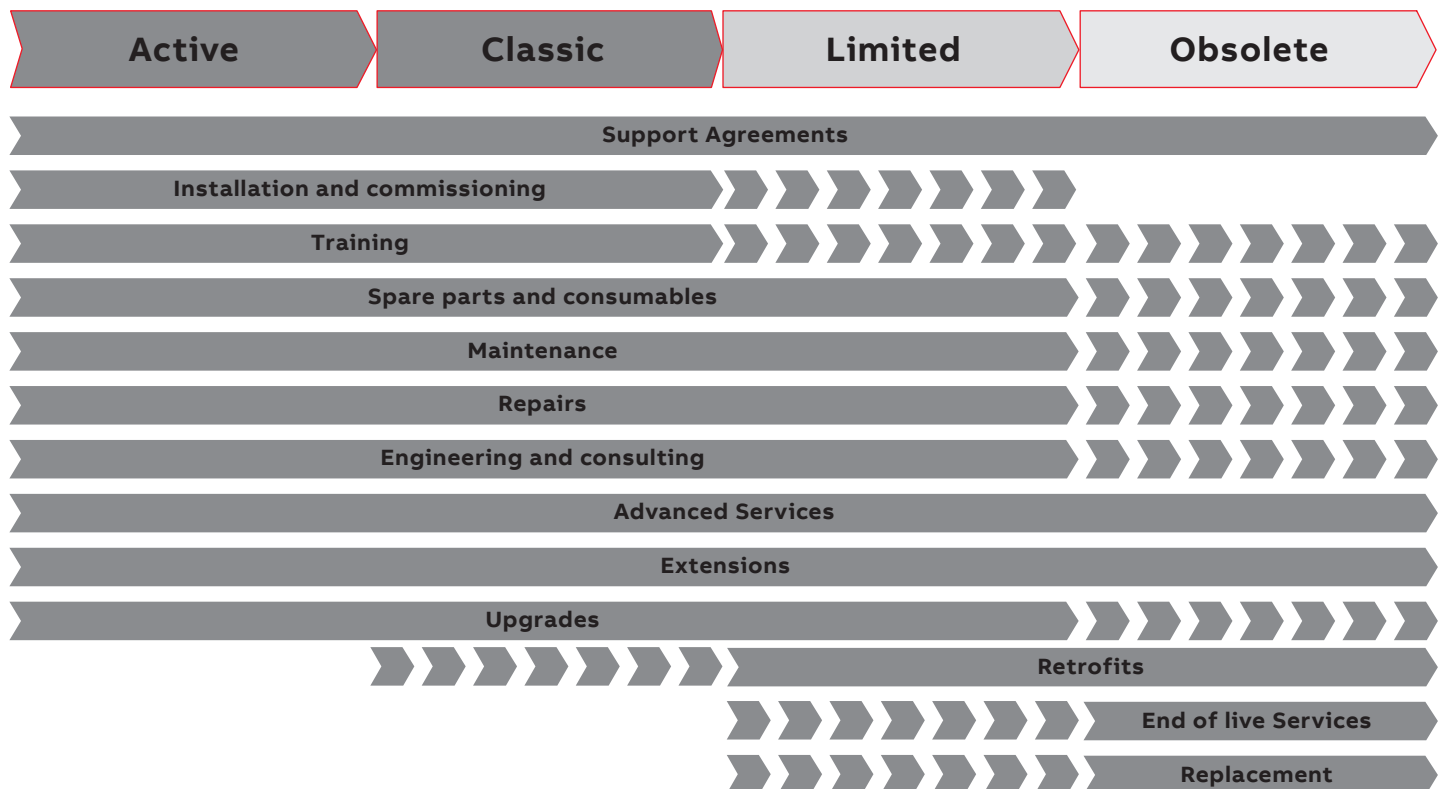 Active
Classic
Limited
Obsolete
Support Agreements
Installation and commissioning
Training
Spare parts and consumables
Maintenance
Repairs
Engineering and consulting
Advanced Services
Extensions
Upgrades
Retrofits
End of live Services
Replacement